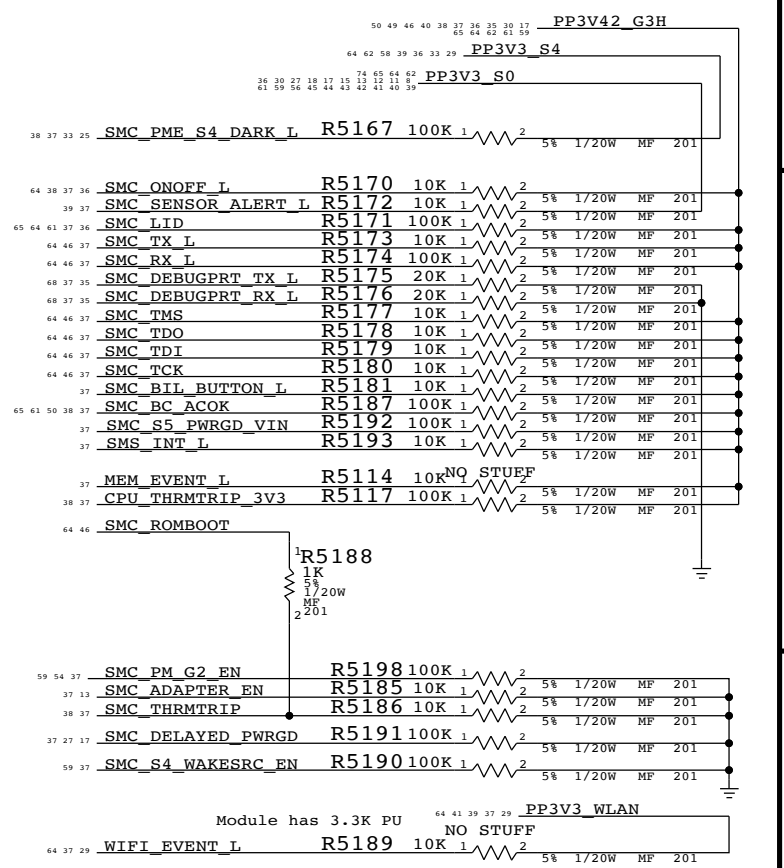 50 49 46 40 38 37 36 35 30 17 PP3V42_G3H
65 64 62 61 59
64 62 58 39 36 33 29 PP3V3_S4
74 65 64 62 PP3V3_S0
36 30 27 18 17 15 13 12 11 8
61 59 56 45 44 43 42 41 40 39
38 37 33 25 SMC_PME_S4_DARK_L R5167 100K 1 2
5% 1/20W MF 201
64 38 37 36 SMC_ONOFF_L R5170 10K 1 2
5% 1/20W MF 201
39 37 SMC_SENSOR_ALERT_L R5172 10K 1 2
5% 1/20W MF 201
65 64 61 37 36 SMC_LID R5171 100K 1 2
5% 1/20W MF 201
64 46 37 SMC_TX_L R5173 10K 1 2
5% 1/20W MF 201
64 46 37 SMC_RX_L R5174 100K 1 2
5% 1/20W MF 201
68 37 35 SMC_DEBUGPRT_TX_L R5175 20K 1 2
5% 1/20W MF 201
68 37 35 SMC_DEBUGPRT_RX_L R5176 20K 1 2
5% 1/20W MF 201
64 46 37 SMC_TMS R5177 10K 1 2
5% 1/20W MF 201
64 46 37 SMC_TDO R5178 10K 1 2
5% 1/20W MF 201
64 46 37 SMC_TDI R5179 10K 1 2
5% 1/20W MF 201
64 46 37 SMC_TCK R5180 10K 1 2
5% 1/20W MF 201
37 SMC_BIL_BUTTON_L R5181 10K 1 2
5% 1/20W MF 201
65 61 50 38 37 SMC_BC_ACOK R5187 100K 1 2
5% 1/20W MF 201
37 SMC_S5_PWRGD_VIN R5192 100K 1 2
5% 1/20W MF 201
37 SMS_INT_L R5193 10K 1 2
5% 1/20W MF 201
NO STUFF
37 MEM_EVENT_L R5114 10K 1 2
5% 1/20W MF 201
38 37 CPU_THRMTRIP_3V3 R5117 100K 1 2
5% 1/20W MF 201
64 46 SMC_ROMBOOT
1 R5188
1K
5%
1/20W
MF
2 201
59 54 37 SMC_PM_G2_EN R5198 100K 1 2
5% 1/20W MF 201
37 13 SMC_ADAPTER_EN R5185 10K 1 2
5% 1/20W MF 201
38 37 SMC_THRMTRIP R5186 10K 1 2
5% 1/20W MF 201
37 27 17 SMC_DELAYED_PWRGD R5191 100K 1 2
5% 1/20W MF 201
59 37 SMC_S4_WAKESRC_EN R5190 100K 1 2
5% 1/20W MF 201
64 41 39 37 29 PP3V3_WLAN
Module has 3.3K PU
NO STUFF
64 37 29 WIFI_EVENT_L R5189 10K 1 2
5% 1/20W MF 201